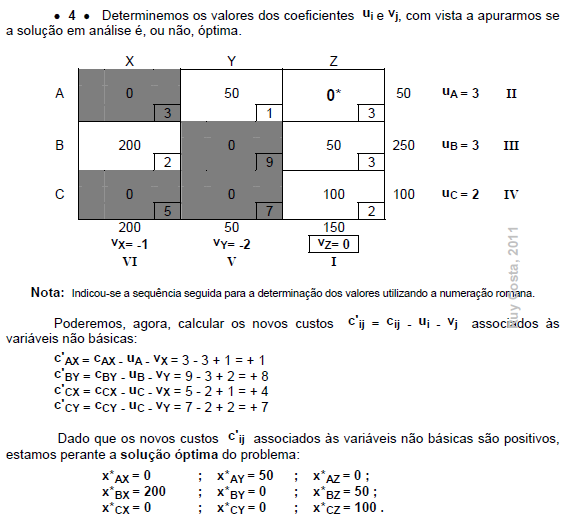 ● 4 ● Determinemos os valores dos coeficientes ui e vj, com vista a apurarmos se
a solução em análise é, ou não, óptima.
X Y Z
A 0 50 0* 50 uA = 3 II
3 1 3
B 200 0 50 250 uB = 3 III
2 9 3
C 0 0 100 100 uC = 2 IV
5 7 2
200 50 150
vX= -1 vY= -2 vZ= 0
VI V I
Nota: Indicou-se a sequência seguida para a determinação dos valores utilizando a numeração romana.
Poderemos, agora, calcular os novos custos c'ij = cij - ui - vj associados às
variáveis não básicas:
c'AX = cAX - uA - vX = 3 - 3 + 1 = + 1
c'BY = cBY - uB - vY = 9 - 3 + 2 = + 8
c'CX = cCX - uC - vX = 5 - 2 + 1 = + 4
c'CY = cCY - uC - vY = 7 - 2 + 2 = + 7
Dado que os novos custos c'ij associados às variáveis não básicas são positivos,
estamos perante a solução óptima do problema:
x*AX = 0 ; x*AY = 50 ; x*AZ = 0 ;
x*BX = 200 ; x*BY = 0 ; x*BZ = 50 ;
x*CX = 0 ; x*CY = 0 ; x*CZ = 100 .
Ruy Costa, 2011